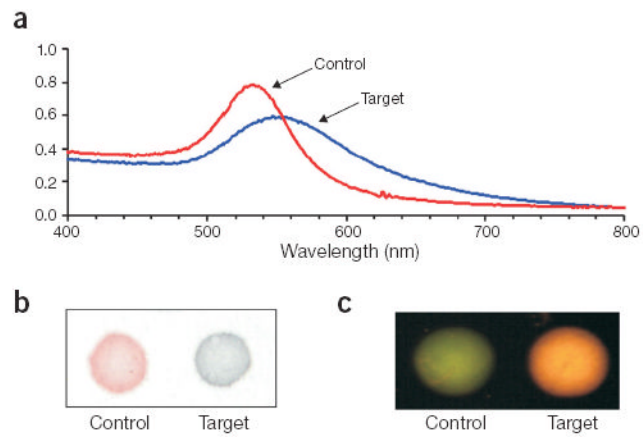 a
1.0
0.8
0.6
0.4
0.2
0.0
Control
Target
400
500
600
700
800
Wavelength (nm)
b
Control
Target
c
Control
Target